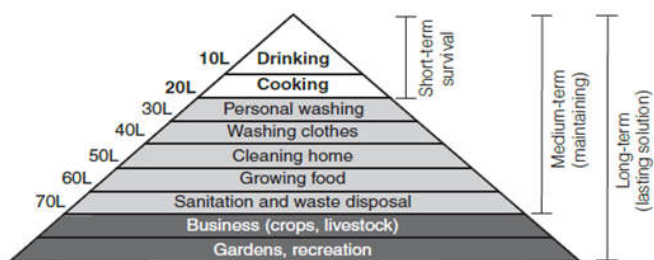 10L Drinking
20L Cooking
30L Personal washing
40L Washing clothes
50L Cleaning home
60L Growing food
70L Sanitation and waste disposal
Business (crops, livestock)
Gardens, recreation
Short-term
survival
Medium-term
(maintaining)
Long-term
(lasting solution)